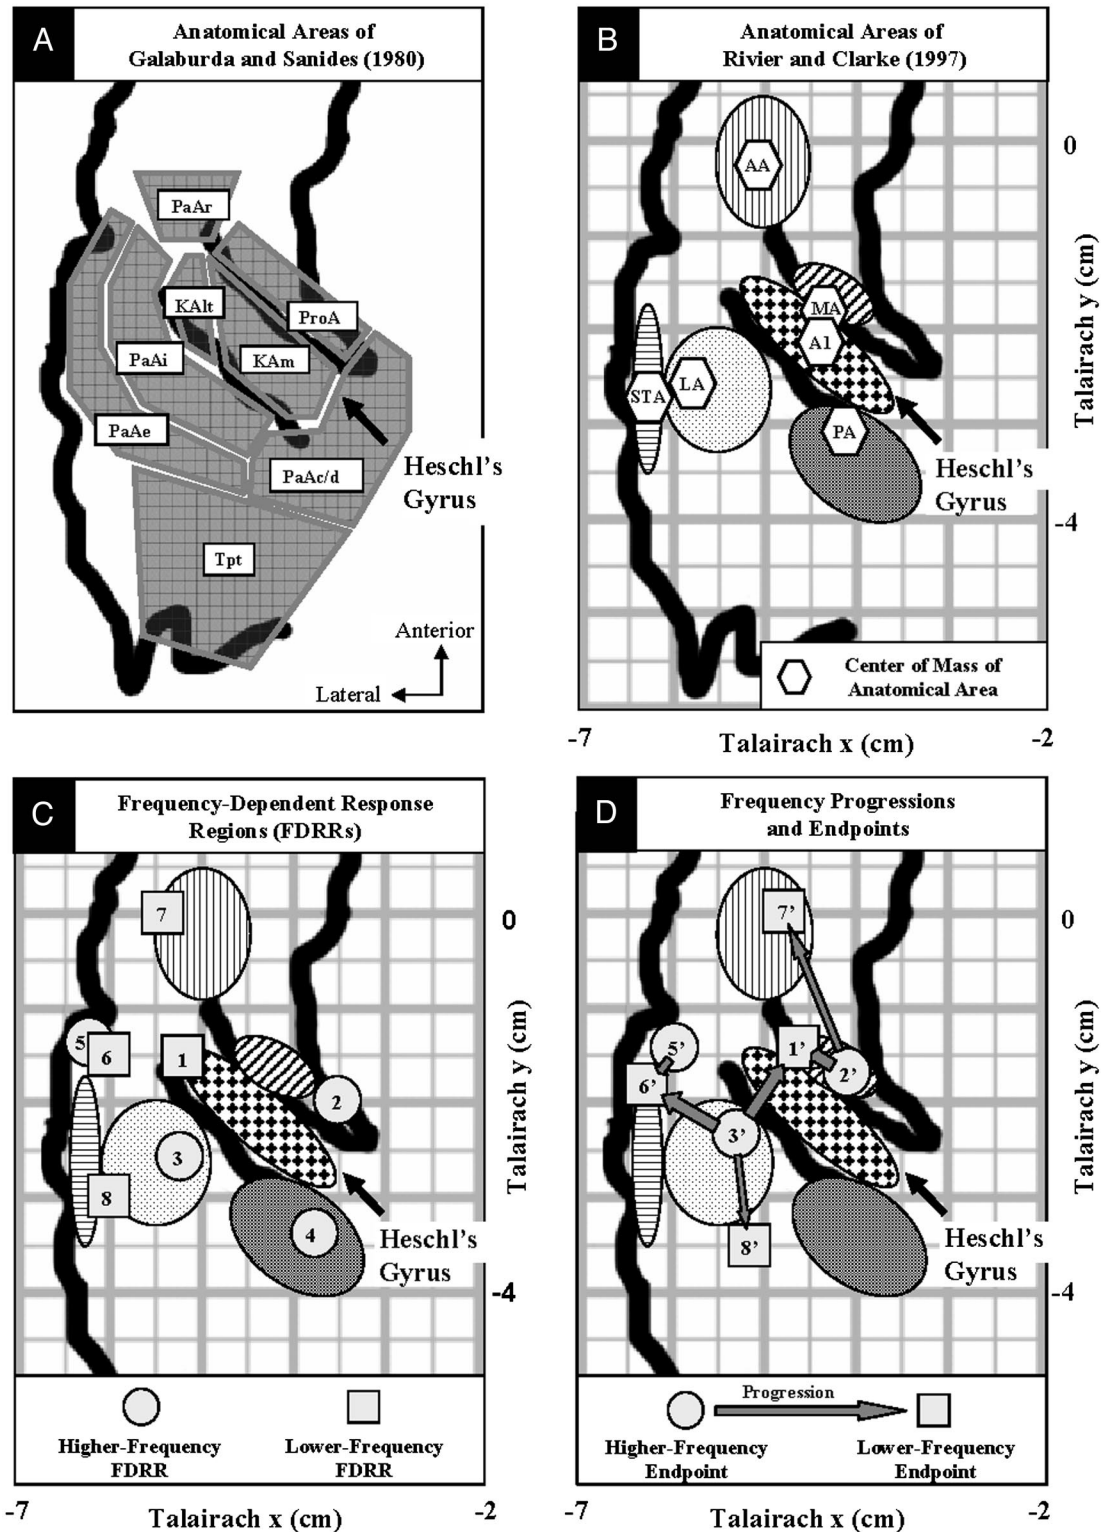 A
Anatomical Areas of
Galaburda and Sanides (1980)
PaAr
KAlt
ProA
PaAi
KAm
PaAe
PaAc/d
Heschl's
Gyrus
Tpt
Anterior
Lateral
B
Anatomical Areas of
Rivier and Clarke (1997)
AA
MA
A1
LA
STA
PA
Heschl's
Gyrus
Center of Mass of
Anatomical Area
0
-4
Talairach y (cm)
-7
Talairach x (cm)
-2
C
Frequency-Dependent Response
Regions (FDRRs)
7
5
6
1
2
3
8
4
Heschl's
Gyrus
0
-4
Talairach y (cm)
Higher-Frequency
FDRR
Lower-Frequency
FDRR
-7
Talairach x (cm)
-2
D
Frequency Progressions
and Endpoints
7’
5’
1’
6’
2’
3’
8’
Heschl's
Gyrus
0
-4
Talairach y (cm)
Progression
Higher-Frequency
Endpoint
Lower-Frequency
Endpoint
-7
Talairach x (cm)
-2